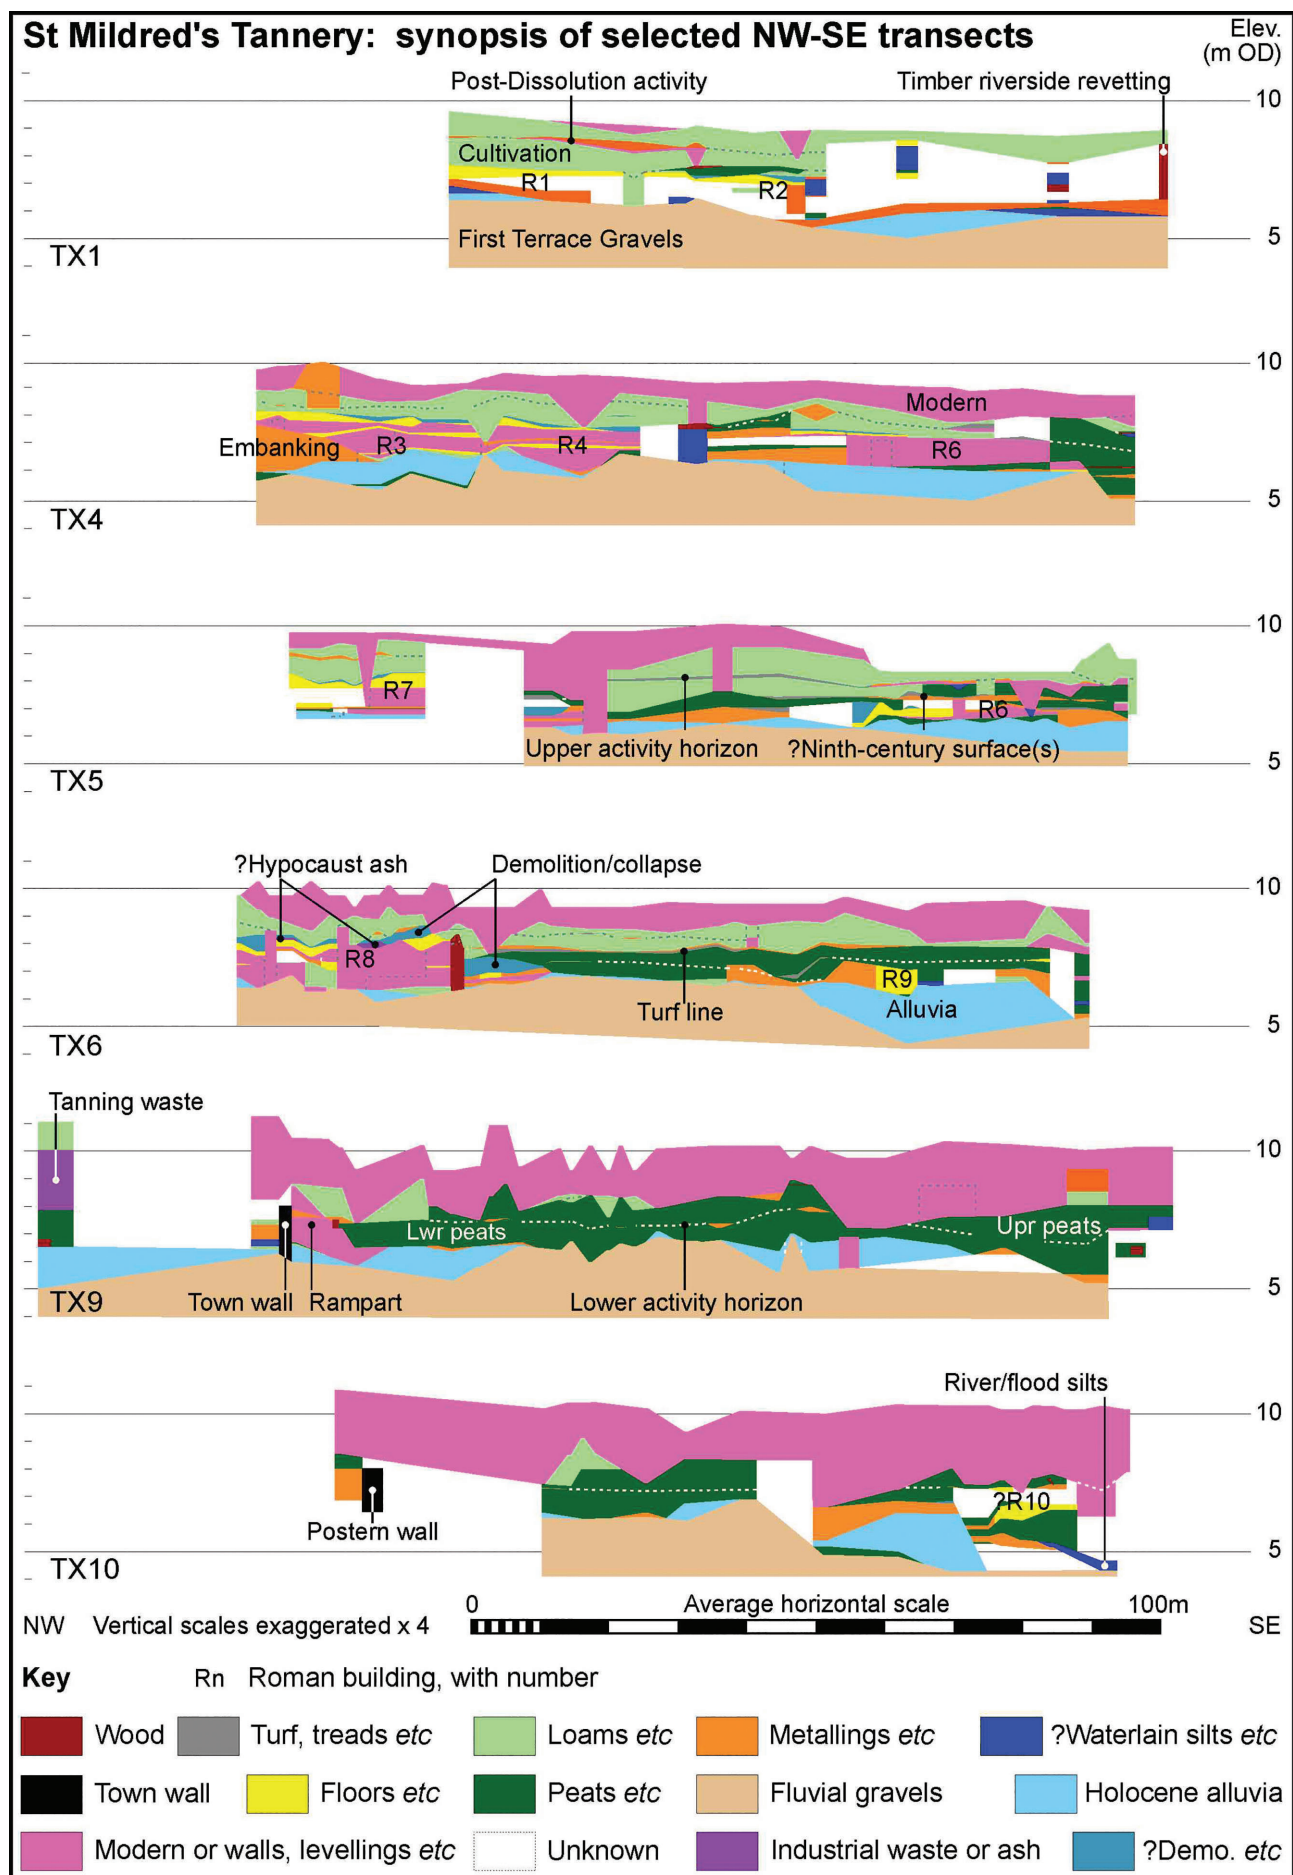 St Mildred's Tannery: synopsis of selected NW-SE transects
Elev.
(m OD)
Post-Dissolution activity
Timber riverside revetting
10
Cultivation
R1
R2
First Terrace Gravels
5
TX1
10
Modern
Embanking
R3
R4
R6
5
TX4
10
R7
R6
Upper activity horizon
?Ninth-century surface(s)
5
TX5
?Hypocaust ash
Demolition/collapse
10
R8
R9
Turf line
Alluvia
5
TX6
Tanning waste
10
Lwr peats
Upr peats
TX9
Town wall
Rampart
Lower activity horizon
5
River/flood silts
10
?R10
Postern wall
5
TX10
0
Average horizontal scale
100m
NW
Vertical scales exaggerated x 4
SE
Key
Rn Roman building, with number
Wood
Turf, treads etc
Loams etc
Metallings etc
?Waterlain silts etc
Town wall
Floors etc
Peats etc
Fluvial gravels
Holocene alluvia
Modern or walls, levellings etc
Unknown
Industrial waste or ash
?Demo. etc